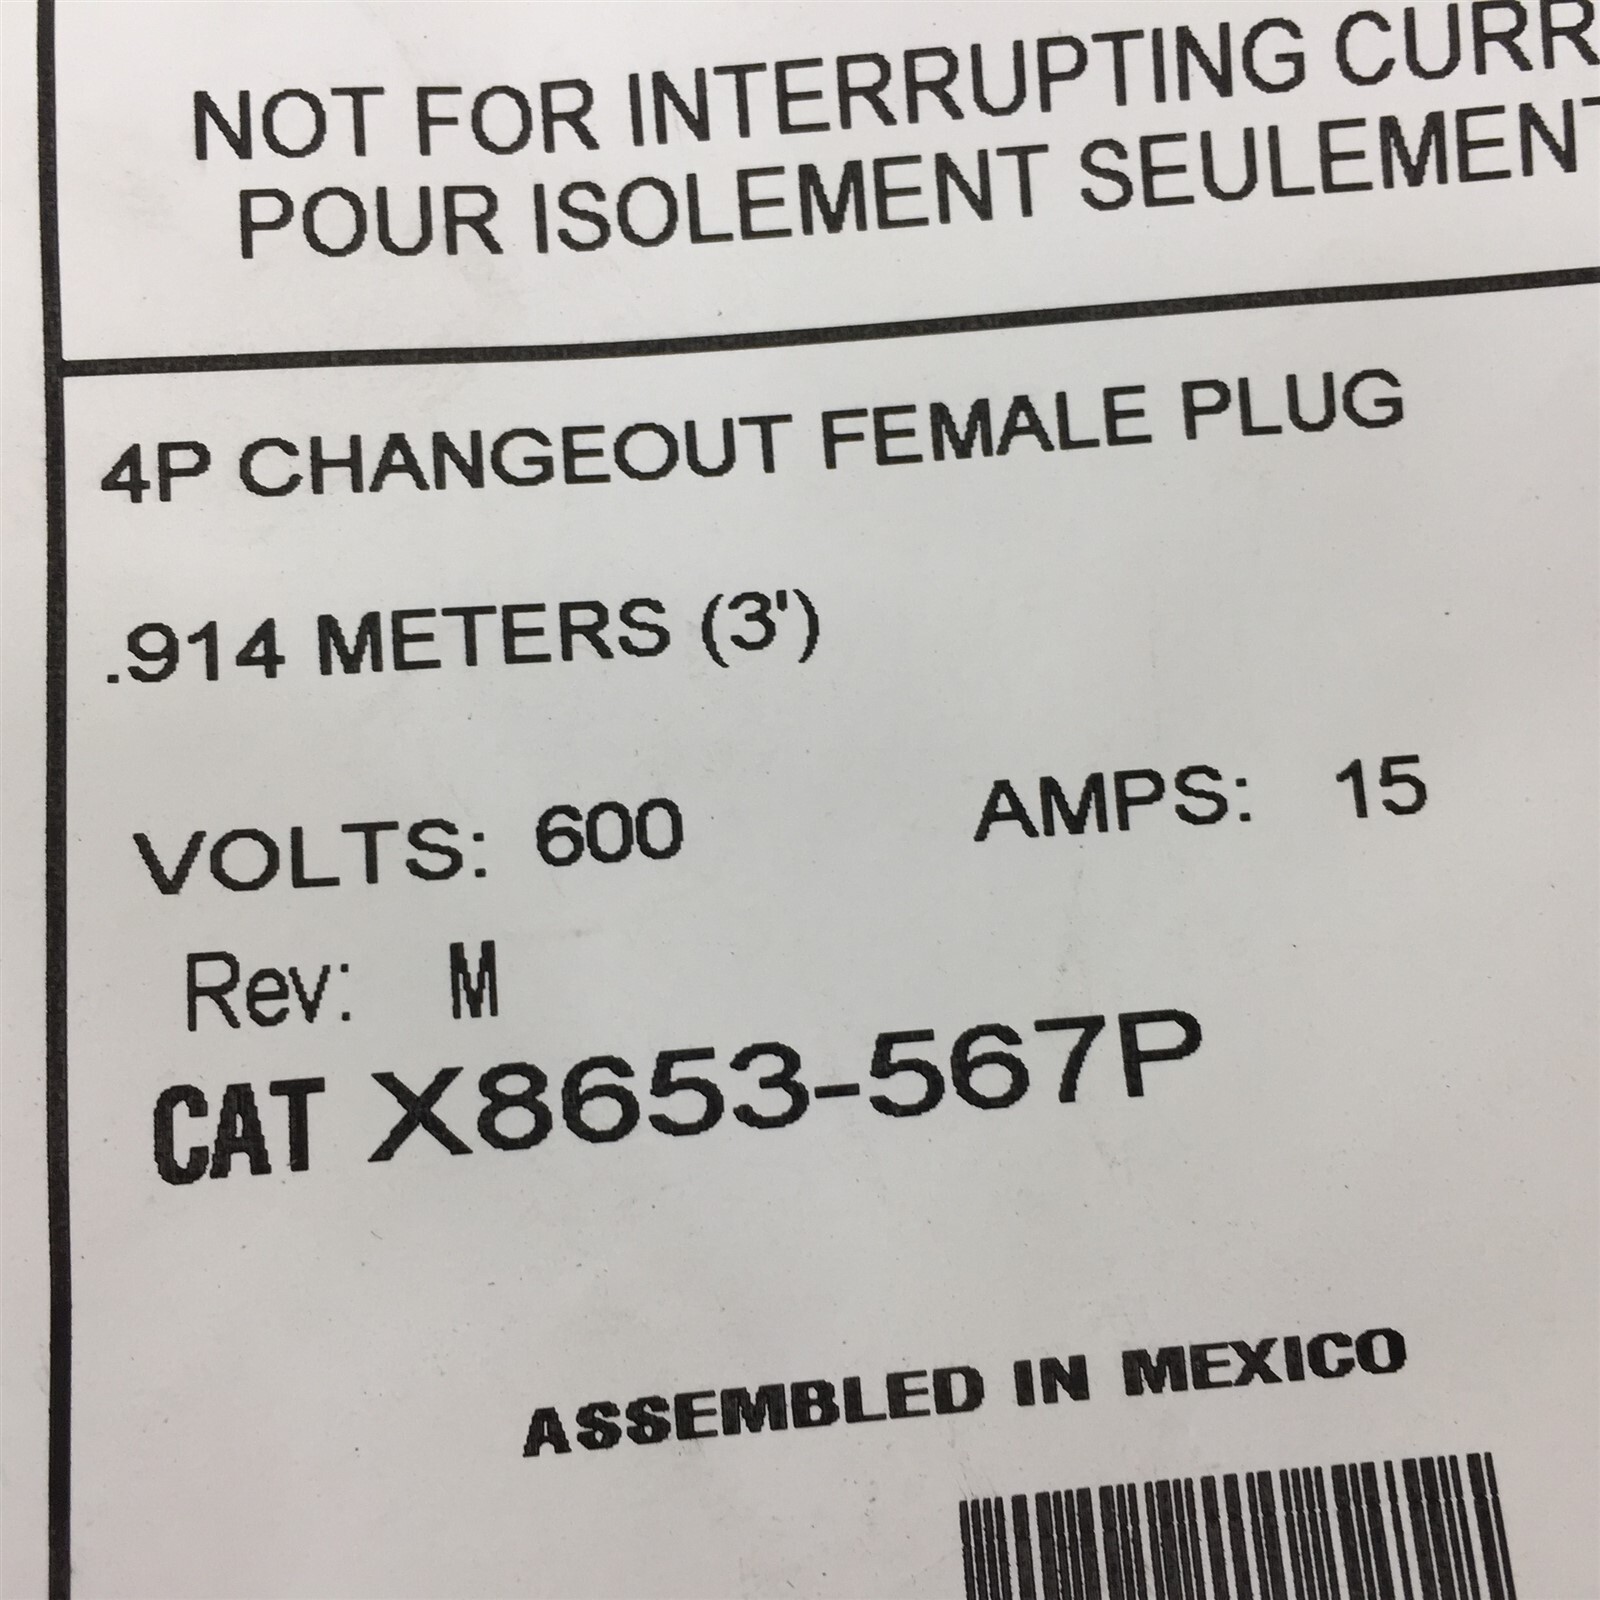 NOT FOR INTERRUPTING CURR
POUR ISOLEMENT SEULEMENT
4P CHANGEOUT FEMALE PLUG
.914 METERS (3')
VOLTS: 600 AMPS: 15
Rev: M
CAT X8653-567P
ASSEMBLED IN MEXICO